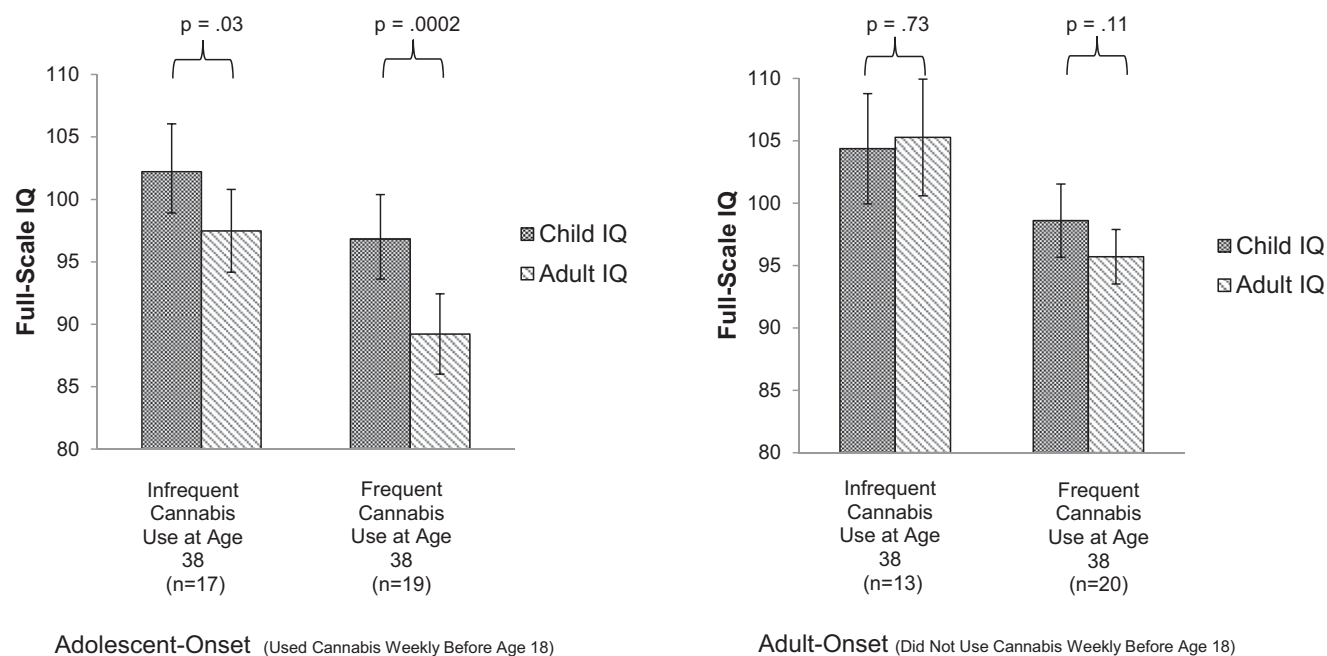 p = .03
p = .0002
110
105
100
95
90
85
80
Full-Scale IQ
Child IQ
Adult IQ
Infrequent
Cannabis
Use at Age
38
(n=17)
Frequent
Cannabis
Use at Age
38
(n=19)
Adolescent-Onset (Used Cannabis Weekly Before Age 18)
p = .73
p = .11
110
105
100
95
90
85
80
Full-Scale IQ
Child IQ
Adult IQ
Infrequent
Cannabis
Use at Age
38
(n=13)
Frequent
Cannabis
Use at Age
38
(n=20)
Adult-Onset (Did Not Use Cannabis Weekly Before Age 18)